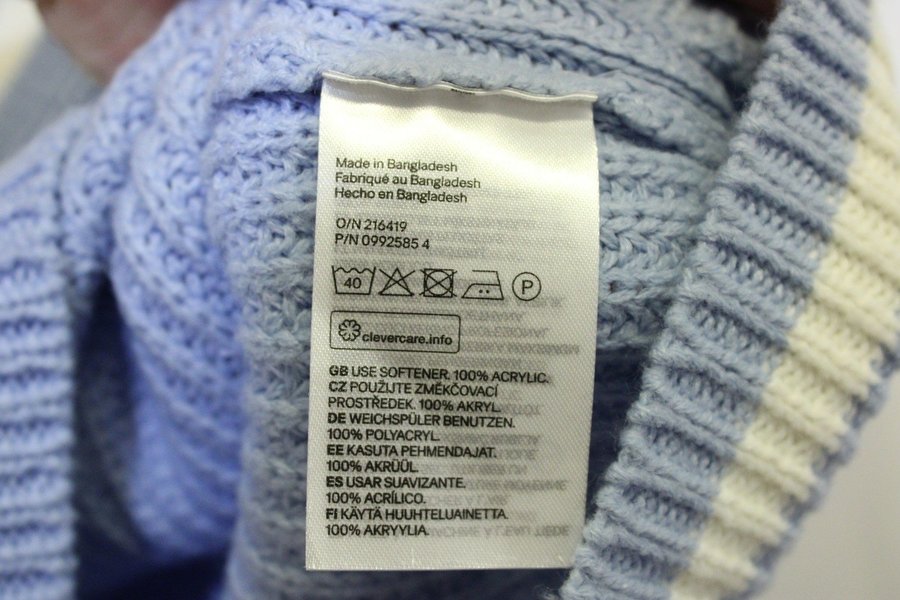 Made in Bangladesh
Fabriqué au Bangladesh
Hecho en Bangladesh
O/N 216419
P/N 0992585 4
40 P
clevercare.info
GB USE SOFTENER. 100% ACRYLIC.
CZ POUŽIJTE ZMĚKČOVACÍ
PROSTŘEDEK. 100% AKRYL.
DE WEICHSPÜLER BENUTZEN.
100% POLYACRYL.
EE KASUTA PEHMENDAJAT.
100% AKRÜÜL.
ES USAR SUAVIZANTE.
100% ACRÍLICO.
FI KÄYTÄ HUUHTELUAINETTA.
100% AKRYYLIA.